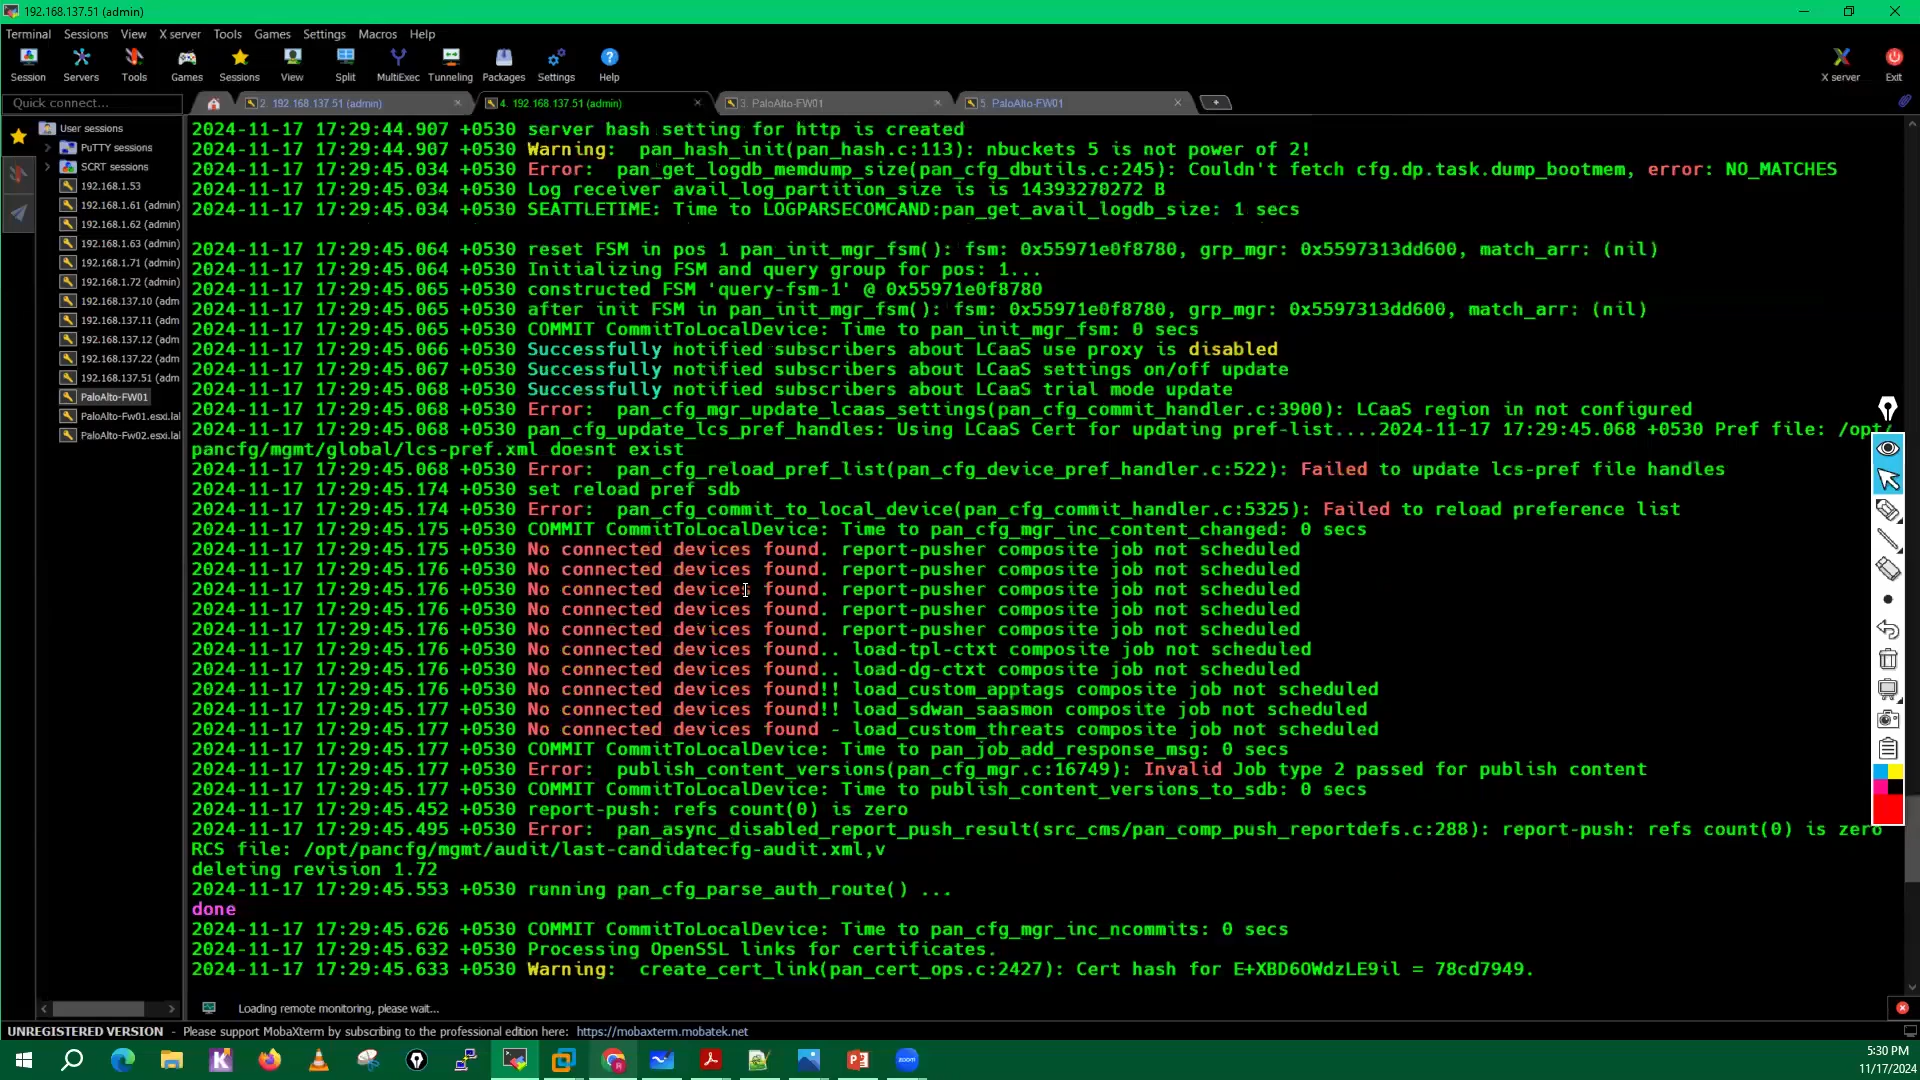 192.168.137.51 (admin)
Terminal Sessions View X server Tools Games Settings Macros Help
Session Servers Tools Games Sessions View Split MultiExec Tunneling Packages Settings Help X server Exit
Quick connect...
2. 192.168.137.51 (admin)
4. 192.168.137.51 (admin)
3. PaloAlto-FW01
5. PaloAlto-FW01
User sessions
PuTTY sessions
SCRT sessions
192.168.1.53
192.168.1.61 (admin)
192.168.1.62 (admin)
192.168.1.63 (admin)
192.168.1.71 (admin)
192.168.1.72 (admin)
192.168.137.10 (adm
192.168.137.11 (adm
192.168.137.12 (adm
192.168.137.22 (adm
192.168.137.51 (adm
PaloAlto-FW01
PaloAlto-Fw01.esxi.lal
PaloAlto-Fw02.esxi.lal
2024-11-17 17:29:44.907 +0530 server hash setting for http is created
2024-11-17 17:29:44.907 +0530 Warning:  pan_hash_init(pan_hash.c:113): nbuckets 5 is not power of 2!
2024-11-17 17:29:45.034 +0530 Error:  pan_get_logdb_memdump_size(pan_cfg_dbutils.c:245): Couldn't fetch cfg.dp.task.dump_bootmem, error: NO_MATCHES
2024-11-17 17:29:45.034 +0530 Log receiver avail_log_partition_size is is 14393278272 B
2024-11-17 17:29:45.034 +0530 SEATTLETIME: Time to LOGPARSECOMCAND:pan_get_avail_logdb_size: 1 secs
2024-11-17 17:29:45.064 +0530 reset FSM in pos 1 pan_init_mgr_fsm(): fsm: 0x55971e0f8780, grp_mgr: 0x5597313dd600, match_arr: (nil)
2024-11-17 17:29:45.064 +0530 Initializing FSM and query group for pos: 1...
2024-11-17 17:29:45.065 +0530 constructed FSM 'query-fsm-1' @ 0x55971e0f8780
2024-11-17 17:29:45.065 +0530 after init FSM in pan_init_mgr_fsm(): fsm: 0x55971e0f8780, grp_mgr: 0x5597313dd600, match_arr: (nil)
2024-11-17 17:29:45.065 +0530 COMMIT CommitToLocalDevice: Time to pan_init_mgr_fsm: 0 secs
2024-11-17 17:29:45.066 +0530 Successfully notified subscribers about LCaaS use proxy is disabled
2024-11-17 17:29:45.067 +0530 Successfully notified subscribers about LCaaS settings on/off update
2024-11-17 17:29:45.068 +0530 Successfully notified subscribers about LCaaS trial mode update
2024-11-17 17:29:45.068 +0530 Error:  pan_cfg_mgr_update_lcaas_settings(pan_cfg_commit_handler.c:3900): LCaaS region in not configured
2024-11-17 17:29:45.068 +0530 pan_cfg_update_lcs_pref_handles: Using LCaaS Cert for updating pref-list....2024-11-17 17:29:45.068 +0530 Pref file: /opt/
pancfg/mgmt/global/lcs-pref.xml doesnt exist
2024-11-17 17:29:45.068 +0530 Error:  pan_cfg_reload_pref_list(pan_cfg_device_pref_handler.c:522): Failed to update lcs-pref file handles
2024-11-17 17:29:45.174 +0530 set reload pref sdb
2024-11-17 17:29:45.174 +0530 Error:  pan_cfg_commit_to_local_device(pan_cfg_commit_handler.c:5325): Failed to reload preference list
2024-11-17 17:29:45.175 +0530 COMMIT CommitToLocalDevice: Time to pan_cfg_mgr_inc_content_changed: 0 secs
2024-11-17 17:29:45.175 +0530 No connected devices found. report-pusher composite job not scheduled
2024-11-17 17:29:45.176 +0530 No connected devices found. report-pusher composite job not scheduled
2024-11-17 17:29:45.176 +0530 No connected devices found. report-pusher composite job not scheduled
2024-11-17 17:29:45.176 +0530 No connected devices found. report-pusher composite job not scheduled
2024-11-17 17:29:45.176 +0530 No connected devices found. report-pusher composite job not scheduled
2024-11-17 17:29:45.176 +0530 No connected devices found.. load-tpl-ctxt composite job not scheduled
2024-11-17 17:29:45.176 +0530 No connected devices found.. load-dg-ctxt composite job not scheduled
2024-11-17 17:29:45.176 +0530 No connected devices found!! load_custom_apptags composite job not scheduled
2024-11-17 17:29:45.177 +0530 No connected devices found!! load_sdwan_saasmon composite job not scheduled
2024-11-17 17:29:45.177 +0530 No connected devices found - load_custom_threats composite job not scheduled
2024-11-17 17:29:45.177 +0530 COMMIT CommitToLocalDevice: Time to pan_job_add_response_msg: 0 secs
2024-11-17 17:29:45.177 +0530 Error:  publish_content_versions(pan_cfg_mgr.c:16749): Invalid Job type 2 passed for publish content
2024-11-17 17:29:45.177 +0530 COMMIT CommitToLocalDevice: Time to publish_content_versions_to_sdb: 0 secs
2024-11-17 17:29:45.452 +0530 report-push: refs count(0) is zero
2024-11-17 17:29:45.495 +0530 Error:  pan_async_disabled_report_push_result(src_cms/pan_comp_push_reportdefs.c:288): report-push: refs count(0) is zero
RCS file: /opt/pancfg/mgmt/audit/last-candidatecfg-audit.xml,v
deleting revision 1.72
2024-11-17 17:29:45.553 +0530 running pan_cfg_parse_auth_route() ...
done
2024-11-17 17:29:45.626 +0530 COMMIT CommitToLocalDevice: Time to pan_cfg_mgr_inc_ncommits: 0 secs
2024-11-17 17:29:45.632 +0530 Processing OpenSSL links for certificates.
2024-11-17 17:29:45.633 +0530 Warning:  create_cert_link(pan_cert_ops.c:2427): Cert hash for E+XBD6OWdzLE9il = 78cd7949.
Loading remote monitoring, please wait...
UNREGISTERED VERSION - Please support MobaXterm by subscribing to the professional edition here: https://mobaxterm.mobatek.net
zoom
5:30 PM
11/17/2024